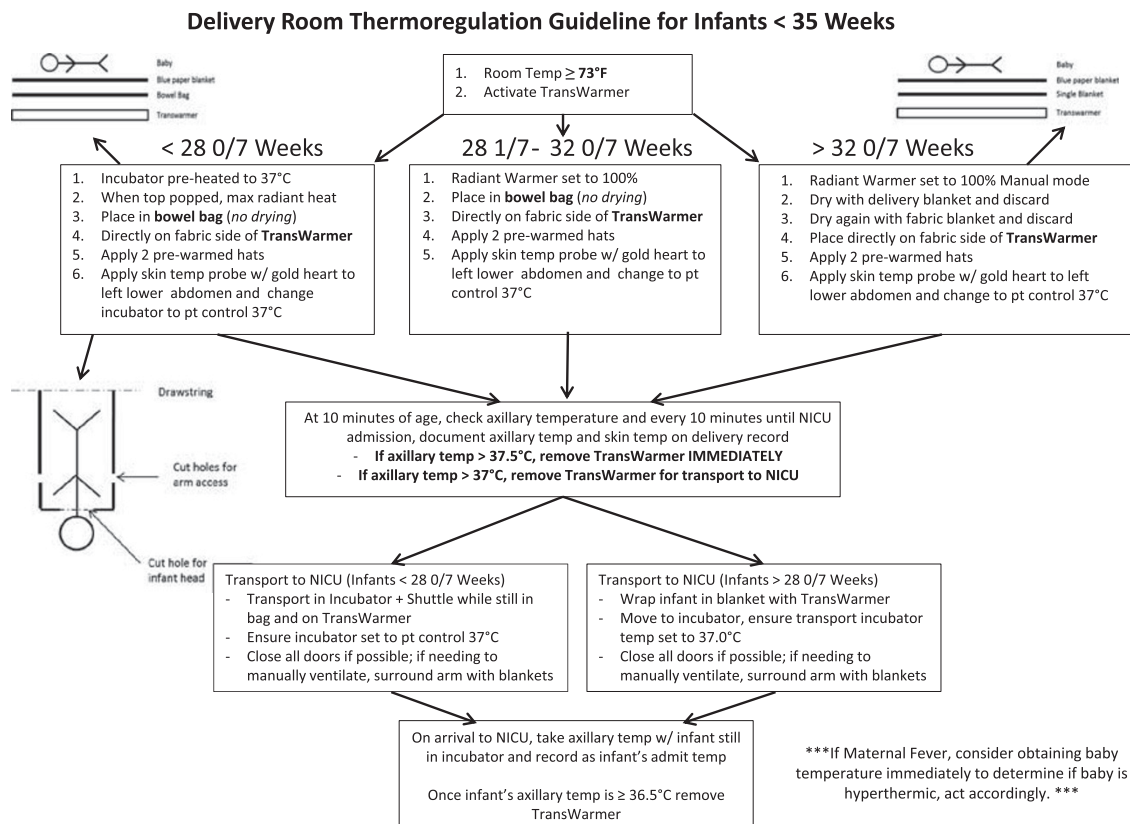 Delivery Room Thermoregulation Guideline for Infants < 35 Weeks
Baby
Blue paper blanket
Bowel Bag
Transwarmer
1. Room Temp ≥ 73°F
2. Activate TransWarmer
Baby
Blue paper blanket
Single Blanket
Transwarmer
< 28 0/7 Weeks
1. Incubator pre-heated to 37°C
2. When top popped, max radiant heat
3. Place in bowel bag (no drying)
4. Directly on fabric side of TransWarmer
5. Apply 2 pre-warmed hats
6. Apply skin temp probe w/ gold heart to
left lower abdomen and change
incubator to pt control 37°C
28 1/7- 32 0/7 Weeks
1. Radiant Warmer set to 100%
2. Place in bowel bag (no drying)
3. Directly on fabric side of TransWarmer
4. Apply 2 pre-warmed hats
5. Apply skin temp probe w/ gold heart to
left lower abdomen and change to pt
control 37°C
> 32 0/7 Weeks
1. Radiant Warmer set to 100% Manual mode
2. Dry with delivery blanket and discard
3. Dry again with fabric blanket and discard
4. Place directly on fabric side of TransWarmer
5. Apply 2 pre-warmed hats
6. Apply skin temp probe w/ gold heart to left
lower abdomen and change to pt control 37°C
Drawstring
Cut holes for
arm access
Cut hole for
infant head
At 10 minutes of age, check axillary temperature and every 10 minutes until NICU
admission, document axillary temp and skin temp on delivery record
- If axillary temp > 37.5°C, remove TransWarmer IMMEDIATELY
- If axillary temp > 37°C, remove TransWarmer for transport to NICU
Transport to NICU (Infants < 28 0/7 Weeks)
- Transport in Incubator + Shuttle while still in
bag and on TransWarmer
- Ensure incubator set to pt control 37°C
- Close all doors if possible; if needing to
manually ventilate, surround arm with blankets
Transport to NICU (Infants > 28 0/7 Weeks)
- Wrap infant in blanket with TransWarmer
- Move to incubator, ensure transport incubator
temp set to 37.0°C
- Close all doors if possible; if needing to
manually ventilate, surround arm with blankets
On arrival to NICU, take axillary temp w/ infant still
in incubator and record as infant's admit temp
Once infant's axillary temp is ≥ 36.5°C remove
TransWarmer
***If Maternal Fever, consider obtaining baby
temperature immediately to determine if baby is
hyperthermic, act accordingly. ***